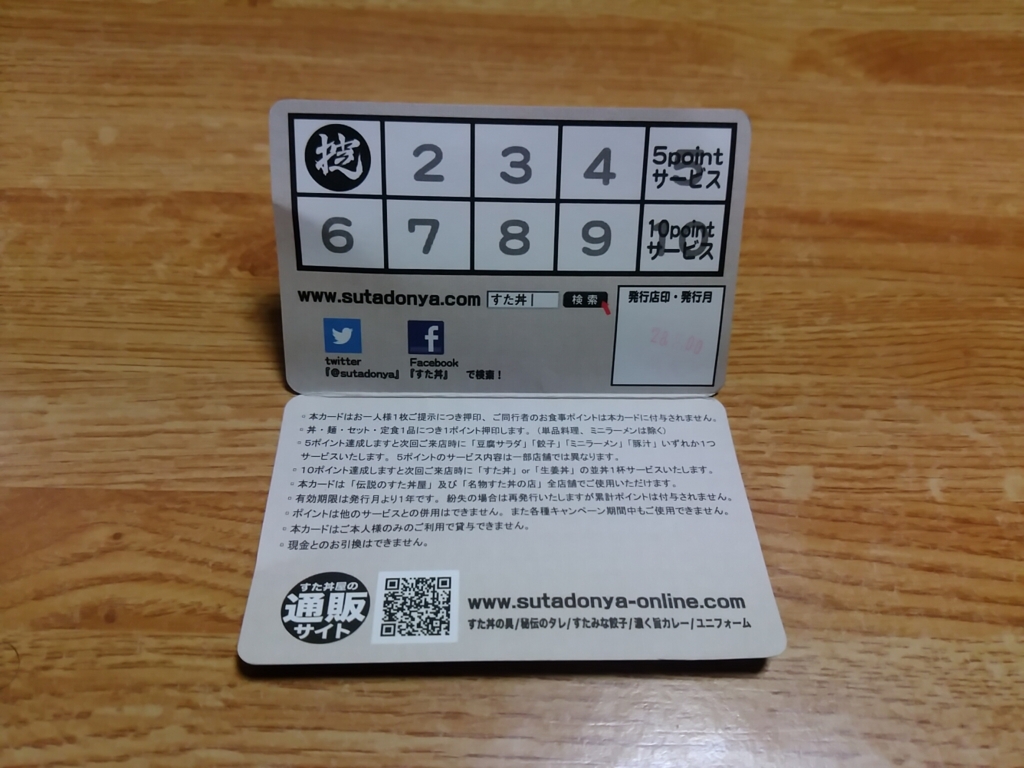 2 3 4 5point
サービス
6 7 8 9 10point
サービス
www.sutadonya.com すた丼 検索
発行店印・発行月
twitter Facebook
『@sutadonya』 『すた丼』 で検索！
◦本カードはお一人様1枚ご提示につき押印、ご同行者のお食事ポイントは本カードに付与されません。
◦丼・麺・セット・定食1品につき1ポイント押印します。（単品料理、ミニラーメンは除く）
◦5ポイント達成しますと次回ご来店時に「豆腐サラダ」「餃子」「ミニラーメン」「豚汁」いずれか1つ
サービスいたします。 5ポイントのサービス内容は一部店舗では異なります。
◦10ポイント達成しますと次回ご来店時に「すた丼」or「生姜丼」の並丼1杯サービスいたします。
◦本カードは「伝説のすた丼屋」及び「名物すた丼の店」全店舗でご使用いただけます。
◦有効期限は発行月より1年です。 紛失の場合は再発行いたしますが累計ポイントは付与されません。
◦ポイントは他のサービスとの併用はできません。また各種キャンペーン期間中もご使用できません。
◦本カードはご本人様のみのご利用で貸与できません。
◦現金とのお引換はできません。
すた丼屋の
通販
サイト
www.sutadonya-online.com
すた丼の具/秘伝のタレ/すたみな餃子/濃く旨カレー/ユニフォーム